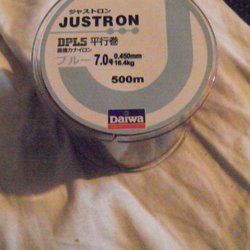 ジャストロン
JUSTRON
DPLS 平行巻
高強力ナイロン
ブルー 7.0号 0.450mm 16.4kg
500m
Daiwa